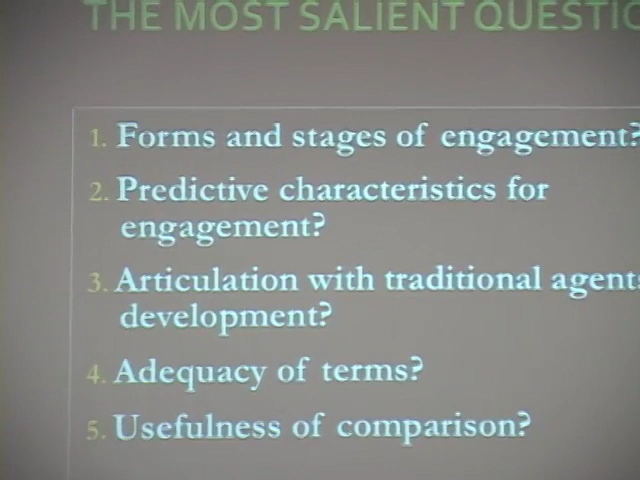 THE MOST SALIENT QUESTIO
1. Forms and stages of engagement?
2. Predictive characteristics for
engagement?
3. Articulation with traditional agents
development?
4. Adequacy of terms?
5. Usefulness of comparison?